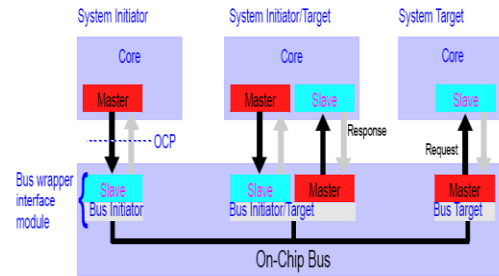 System Initiator
System Initiator/Target
System Target
Core
Core
Core
Master
Master
Slave
Slave
Response
OCP
Request
Bus wrapper
interface
module
Slave
Slave
Master
Master
Bus Initiator
Bus Initiator/Target
Bus Target
On-Chip Bus